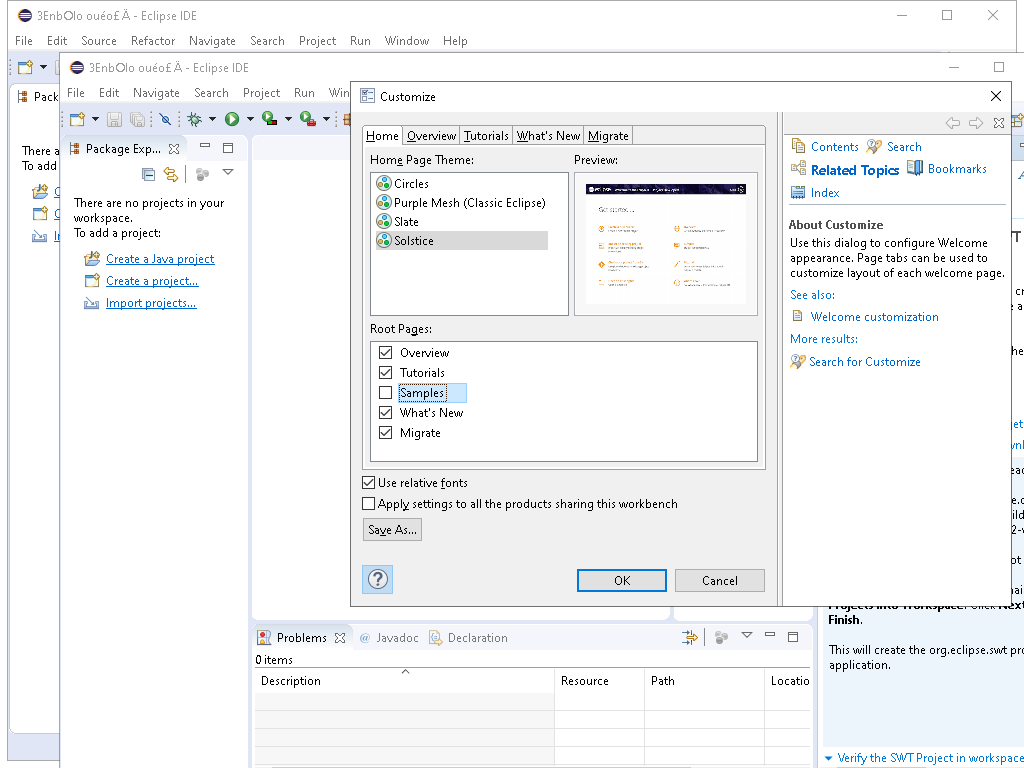 3EnbOlo ouéo£ Ä - Eclipse IDE
File Edit Source Refactor Navigate Search Project Run Window Help
3EnbOlo ouéo£ Ä - Eclipse IDE
File Edit Navigate Search Project Run Win
Pack
There a
To add
Package Exp...
There are no projects in your
workspace.
To add a project:
Create a Java project
Create a project...
Import projects...
Customize
Home Overview Tutorials What's New Migrate
Home Page Theme:
Preview:
Circles
Purple Mesh (Classic Eclipse)
Slate
Solstice
Root Pages:
Overview
Tutorials
Samples
What's New
Migrate
Use relative fonts
Apply settings to all the products sharing this workbench
Save As...
OK
Cancel
Contents Search
Related Topics Bookmarks
Index
About Customize
Use this dialog to configure Welcome
appearance. Page tabs can be used to
customize layout of each welcome page.
See also:
Welcome customization
More results:
Search for Customize
Finish.
This will create the org.eclipse.swt pro
application.
Verify the SWT Project in workspace
Problems Javadoc Declaration
0 items
Description Resource Path Locatio